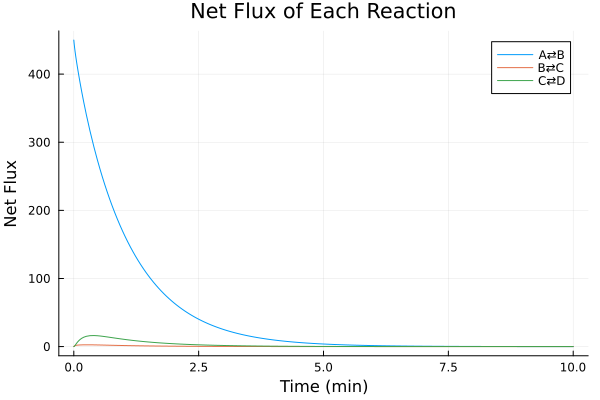 Net Flux of Each Reaction
400
300
200
100
0
Net Flux
0.0
2.5
5.0
7.5
10.0
Time (min)
A⇄B
B⇄C
C⇄D